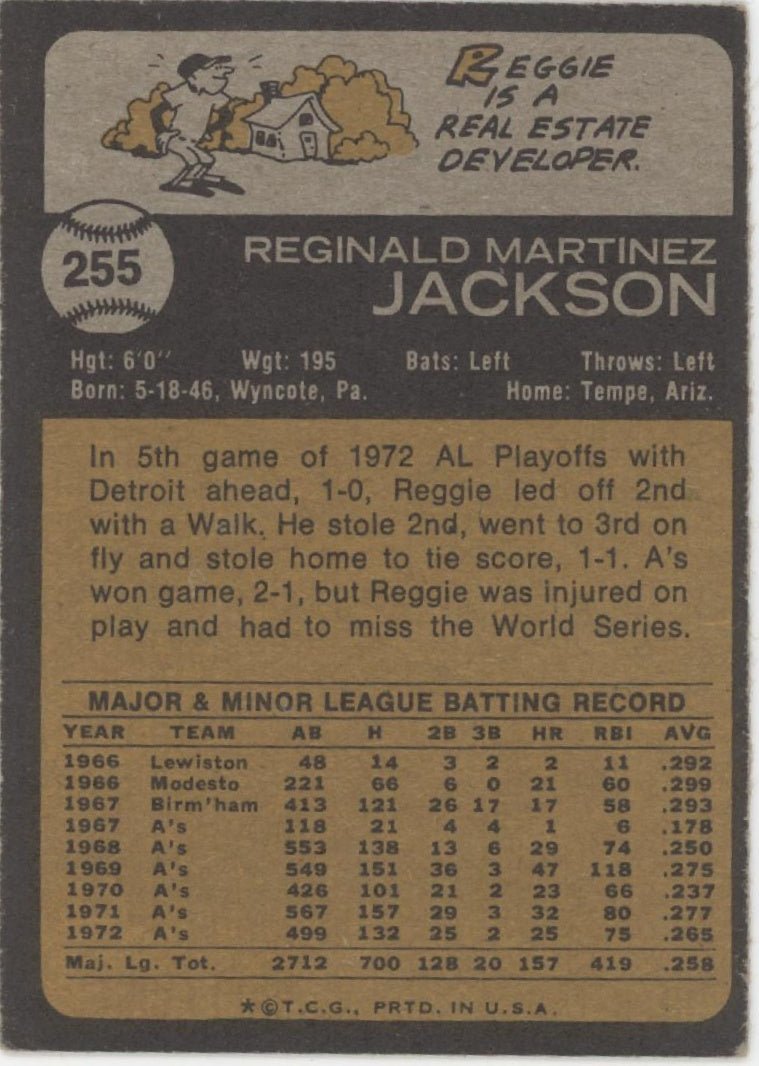 REGGIE
IS A
REAL ESTATE
DEVELOPER.
255
REGINALD MARTINEZ
JACKSON
Hgt: 6'0" Wgt: 195 Bats: Left Throws: Left
Born: 5-18-46, Wyncote, Pa. Home: Tempe, Ariz.
In 5th game of 1972 AL Playoffs with
Detroit ahead, 1-0, Reggie led off 2nd
with a Walk. He stole 2nd, went to 3rd on
fly and stole home to tie score, 1-1. A's
won game, 2-1, but Reggie was injured on
play and had to miss the World Series.
MAJOR & MINOR LEAGUE BATTING RECORD
YEAR TEAM AB H 2B 3B HR RBI AVG
1966 Lewiston 48 14 3 2 2 11 .292
1966 Modesto 221 66 6 0 21 60 .299
1967 Birm'ham 413 121 26 17 17 58 .293
1967 A's 118 21 4 4 1 6 .178
1968 A's 553 138 13 6 29 74 .250
1969 A's 549 151 36 3 47 118 .275
1970 A's 426 101 21 2 23 66 .237
1971 A's 567 157 29 3 32 80 .277
1972 A's 499 132 25 2 25 75 .265
Maj. Lg. Tot. 2712 700 128 20 157 419 .258
*©T.C.G., PRTD. IN U.S.A.